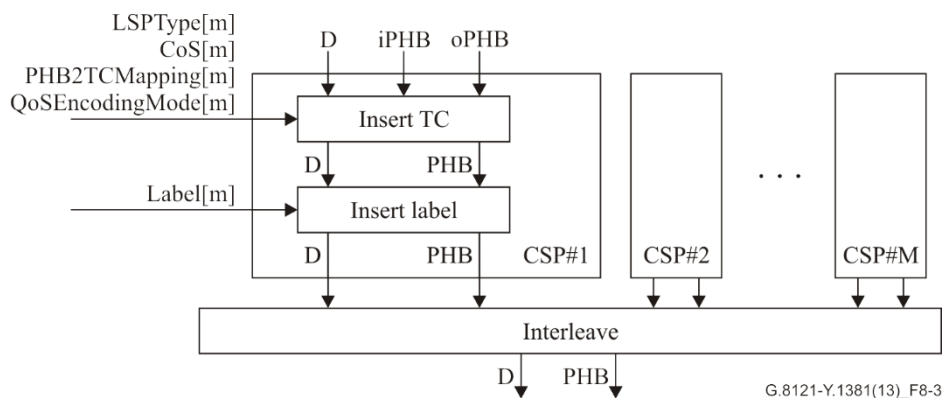 LSPType[m]
CoS[m]
PHB2TCMapping[m]
QoSEncodingMode[m]
D iPHB oPHB
Insert TC
D PHB
Label[m]
Insert label
D PHB CSP#1 CSP#2 CSP#M
. . .
Interleave
D PHB
G.8121-Y.1381(13)_F8-3